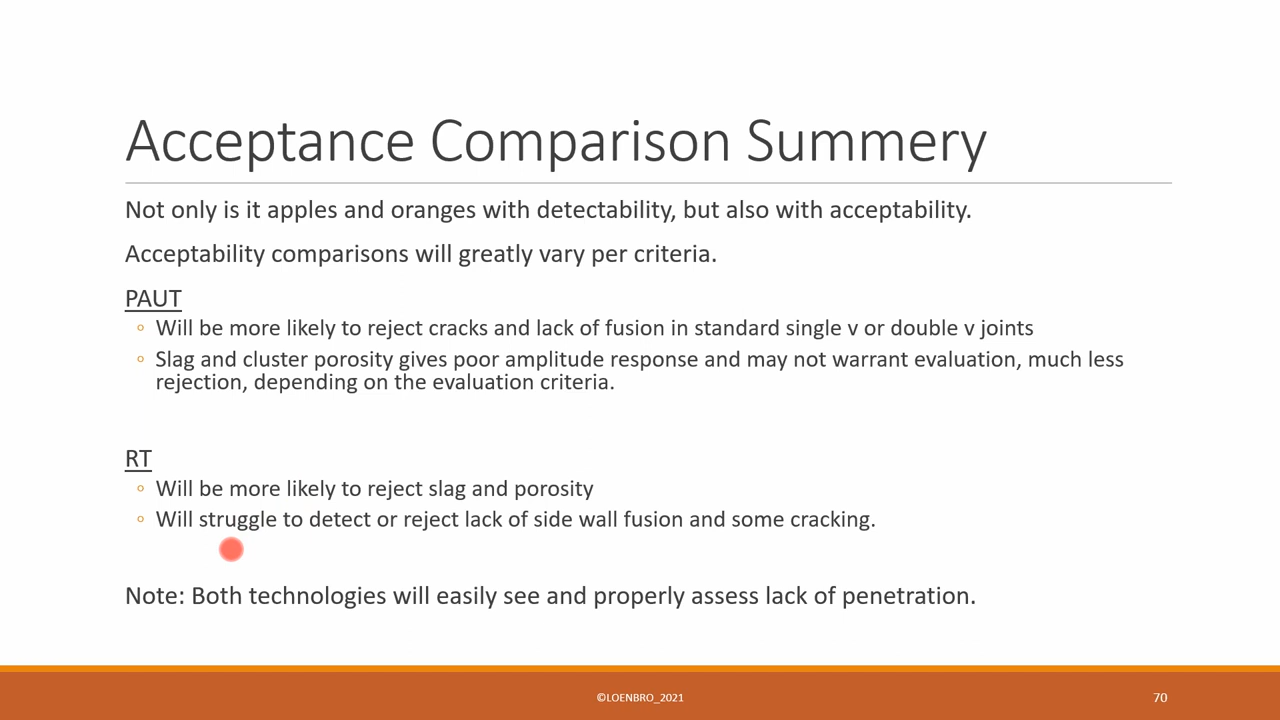 Acceptance Comparison Summery
Not only is it apples and oranges with detectability, but also with acceptability.
Acceptability comparisons will greatly vary per criteria.
PAUT
◦ Will be more likely to reject cracks and lack of fusion in standard single v or double v joints
◦ Slag and cluster porosity gives poor amplitude response and may not warrant evaluation, much less
rejection, depending on the evaluation criteria.
RT
◦ Will be more likely to reject slag and porosity
◦ Will struggle to detect or reject lack of side wall fusion and some cracking.
Note: Both technologies will easily see and properly assess lack of penetration.
©LOENBRO_2021
70